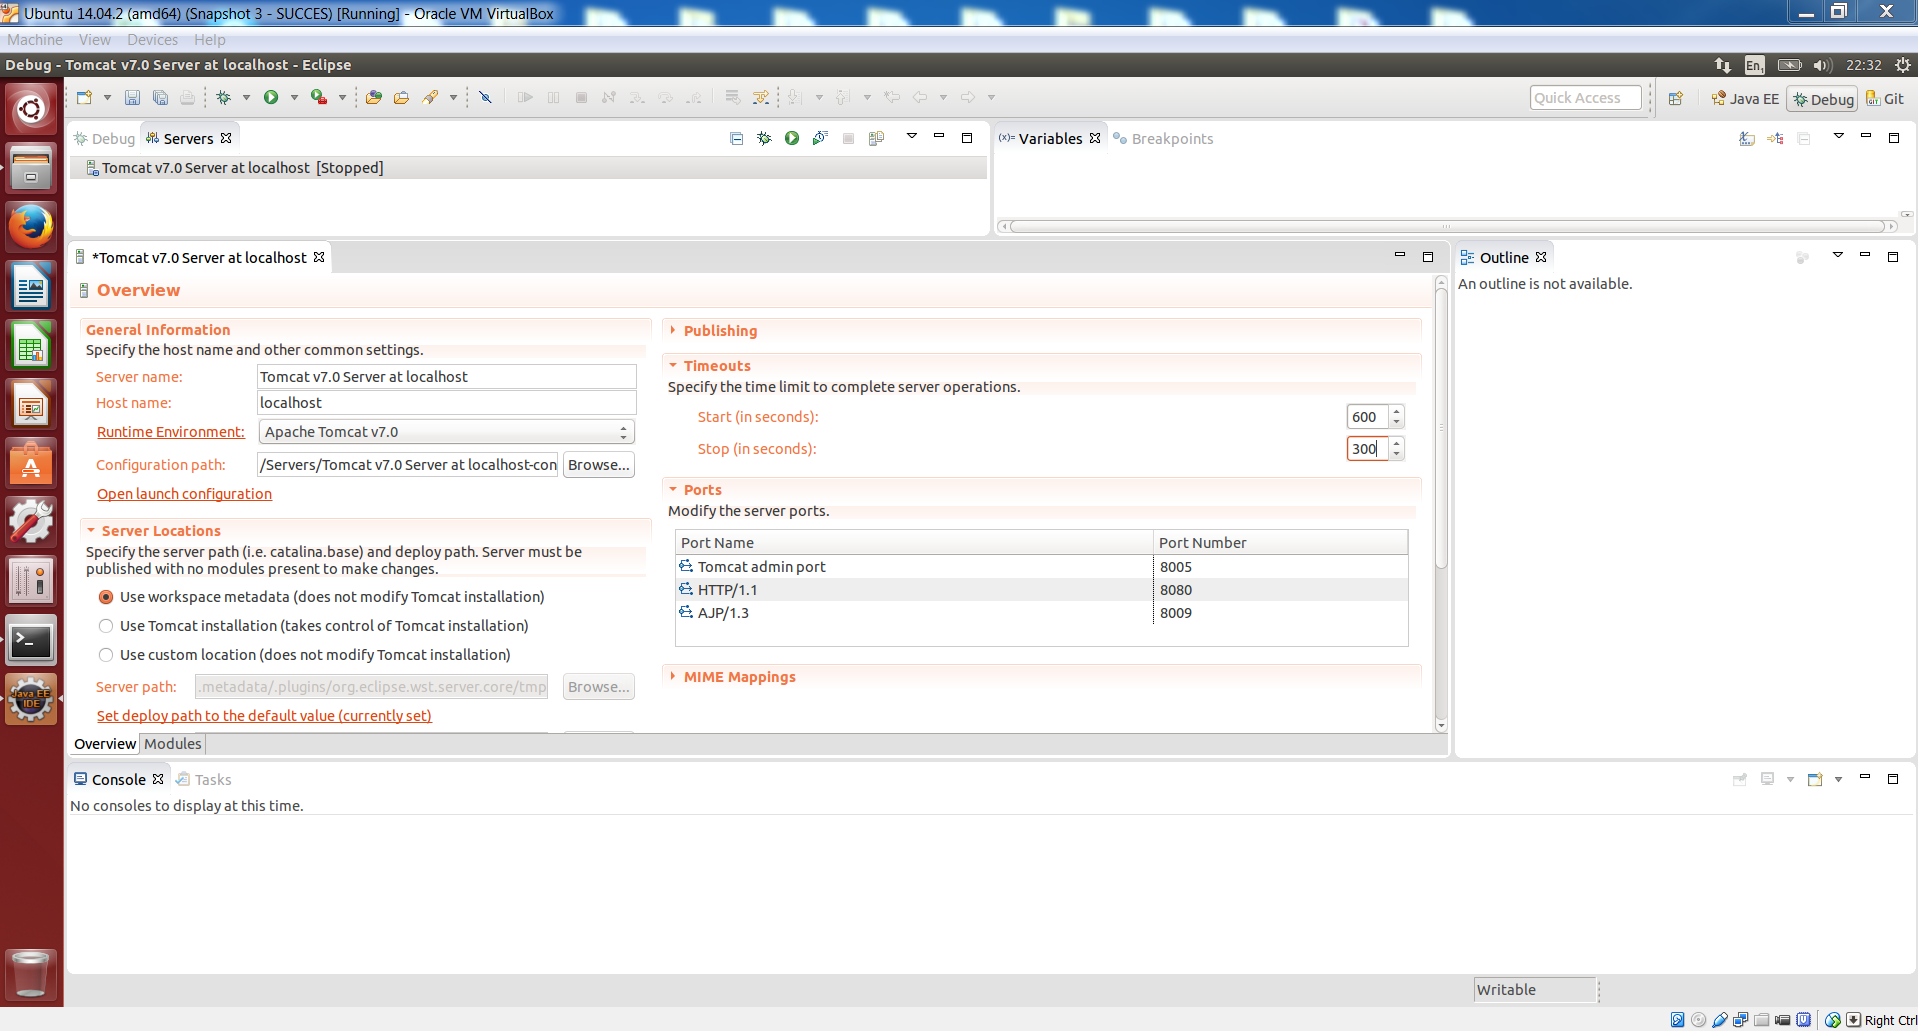 Ubuntu 14.04.2 (amd64) (Snapshot 3 - SUCCES) [Running] - Oracle VM VirtualBox
Machine View Devices Help
Debug - Tomcat v7.0 Server at localhost - Eclipse
En1 22:32
Quick Access
Java EE
Debug
Git
Debug
Servers
Tomcat v7.0 Server at localhost [Stopped]
(x)= Variables
Breakpoints
*Tomcat v7.0 Server at localhost
Overview
General Information
Specify the host name and other common settings.
Server name: Tomcat v7.0 Server at localhost
Host name: localhost
Runtime Environment: Apache Tomcat v7.0
Configuration path: /Servers/Tomcat v7.0 Server at localhost-con Browse...
Open launch configuration
Server Locations
Specify the server path (i.e. catalina.base) and deploy path. Server must be
published with no modules present to make changes.
Use workspace metadata (does not modify Tomcat installation)
Use Tomcat installation (takes control of Tomcat installation)
Use custom location (does not modify Tomcat installation)
Server path: .metadata/.plugins/org.eclipse.wst.server.core/tmp Browse...
Set deploy path to the default value (currently set)
Publishing
Timeouts
Specify the time limit to complete server operations.
Start (in seconds): 600
Stop (in seconds): 300
Ports
Modify the server ports.
Port Name Port Number
Tomcat admin port 8005
HTTP/1.1 8080
AJP/1.3 8009
MIME Mappings
Overview Modules
Outline
An outline is not available.
Console
Tasks
No consoles to display at this time.
Java EE
IDE
Writable
Right Ctrl